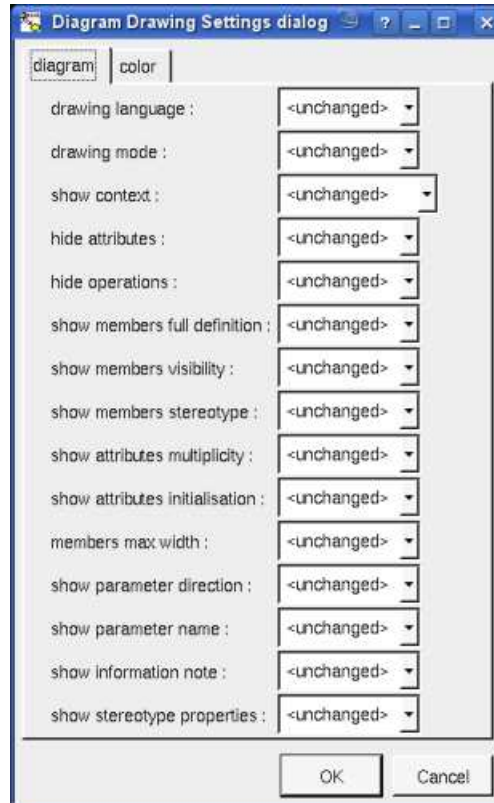 Diagram Drawing Settings dialog ?
diagram color
drawing language : <unchanged>
drawing mode : <unchanged>
show context : <unchanged>
hide attributes : <unchanged>
hide operations : <unchanged>
show members full definition : <unchanged>
show members visibility : <unchanged>
show members stereotype : <unchanged>
show attributes multiplicity : <unchanged>
show attributes initialisation : <unchanged>
members max width : <unchanged>
show parameter direction : <unchanged>
show parameter name : <unchanged>
show information note : <unchanged>
show stereotype properties : <unchanged>
OK Cancel